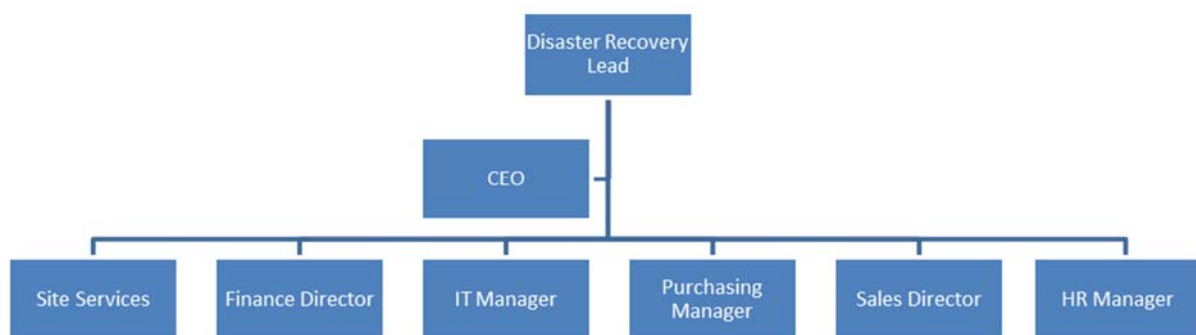 Disaster Recovery
Lead
CEO
Site Services
Finance Director
IT Manager
Purchasing
Manager
Sales Director
HR Manager